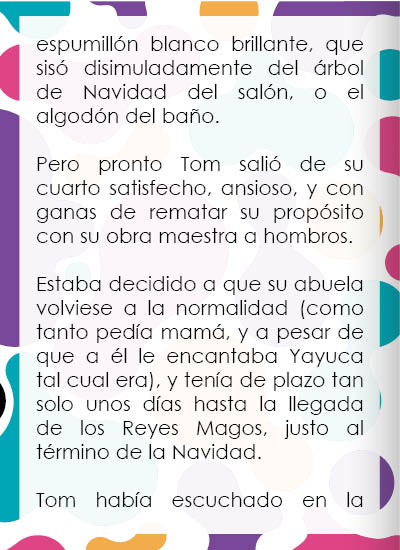 espumillón blanco brillante, que
sisó disimuladamente del árbol
de Navidad del salón, o el
algodón del baño.
Pero pronto Tom salió de su
cuarto satisfecho, ansioso, y con
ganas de rematar su propósito
con su obra maestra a hombros.
Estaba decidido a que su abuela
volviese a la normalidad (como
tanto pedía mamá, y a pesar de
que a él le encantaba Yayuca
tal cual era), y tenía de plazo tan
solo unos días hasta la llegada
de los Reyes Magos, justo al
término de la Navidad.
Tom había escuchado en la